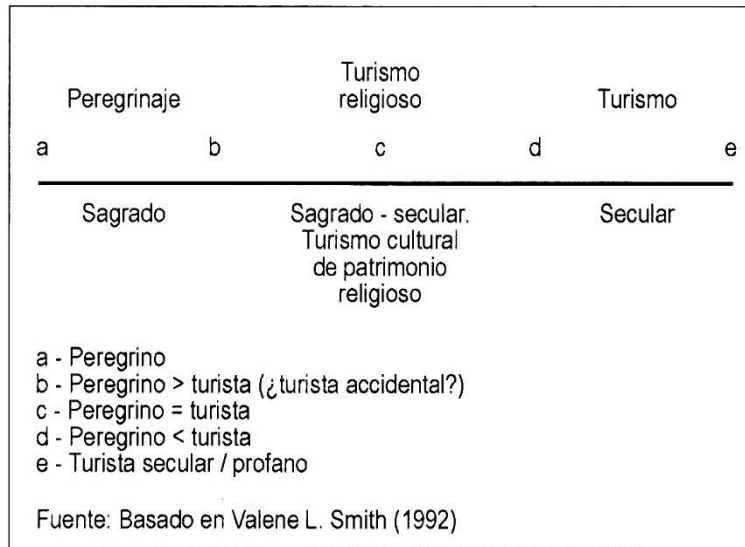 Turismo
Peregrinaje religioso Turismo
a b c d e
Sagrado Sagrado - secular. Secular
Turismo cultural
de patrimonio
religioso
a - Peregrino
b - Peregrino > turista (¿turista accidental?)
c - Peregrino = turista
d - Peregrino < turista
e - Turista secular / profano
Fuente: Basado en Valene L. Smith (1992)